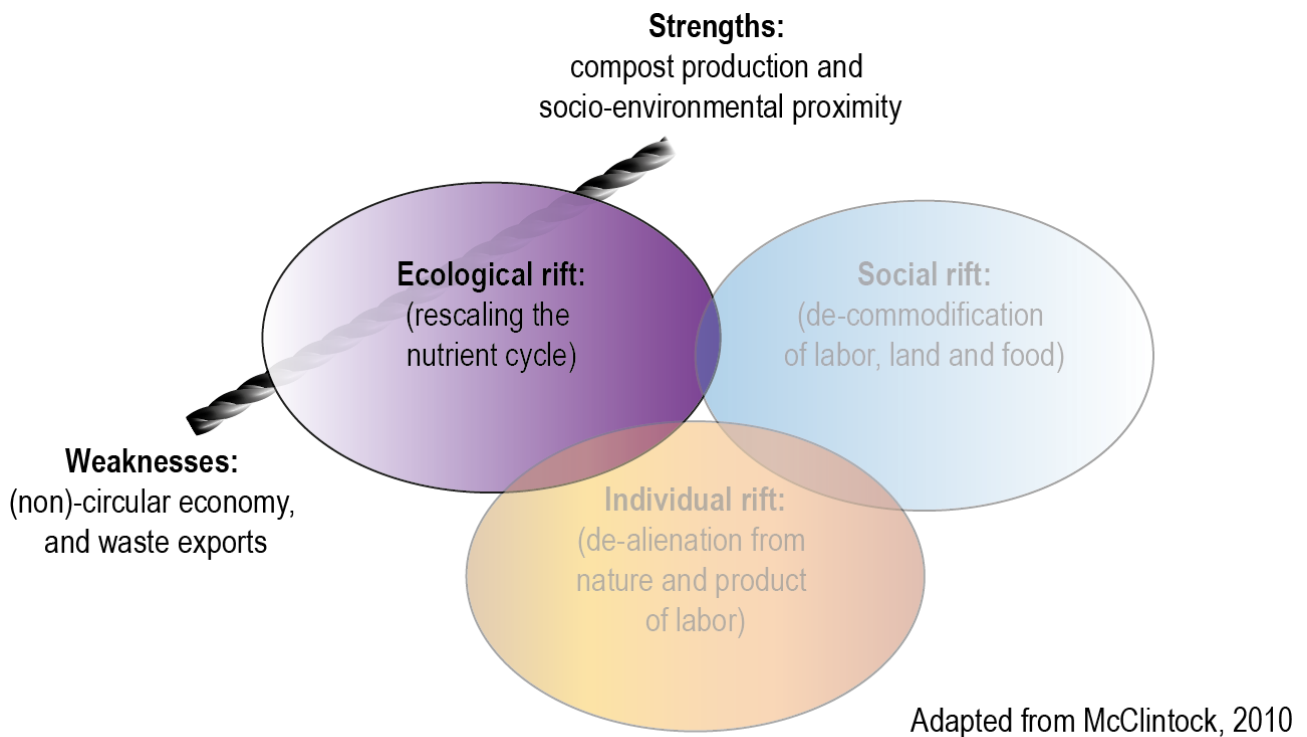 Strengths:
compost production and
socio-environmental proximity
Ecological rift:
(rescaling the
nutrient cycle)
Social rift:
(de-commodification
of labor, land and food)
Weaknesses:
(non)-circular economy,
and waste exports
Individual rift:
(de-alienation from
nature and product
of labor)
Adapted from McClintock, 2010